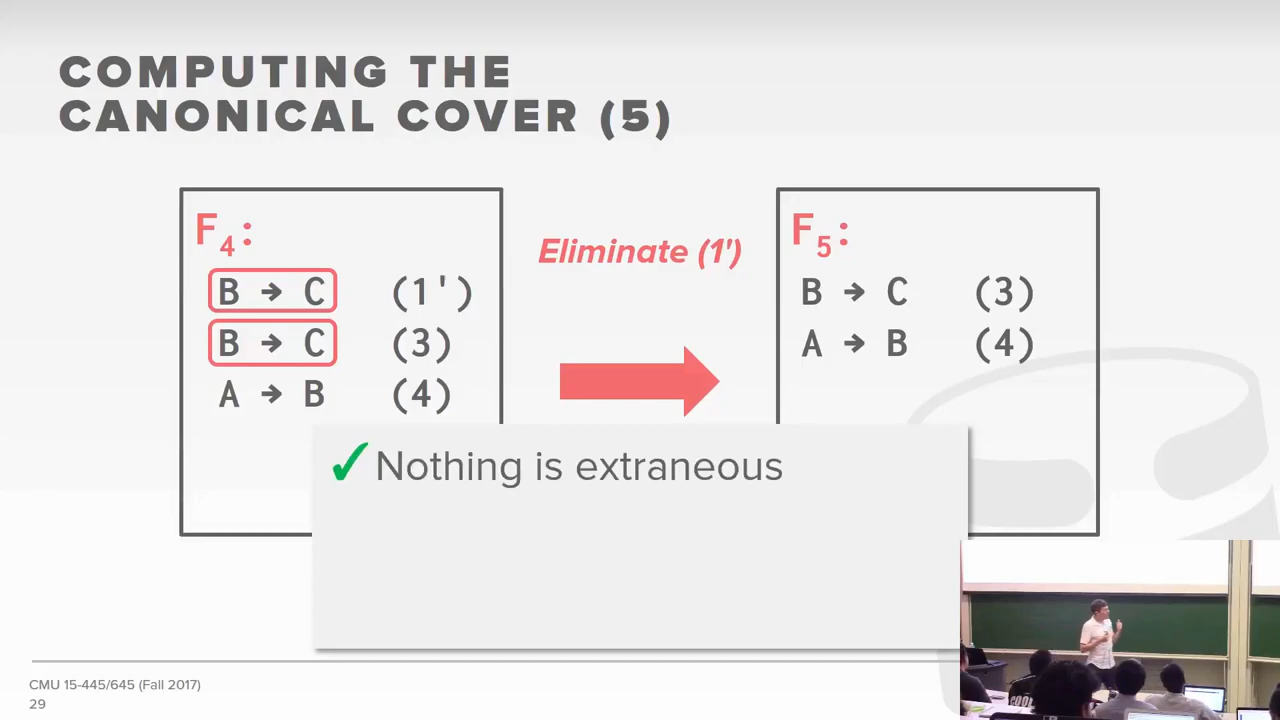 COMPUTING THE
CANONICAL COVER (5)
F4:
B → C (1')
B → C (3)
A → B (4)
Eliminate (1')
F5:
B → C (3)
A → B (4)
✓Nothing is extraneous
CMU 15-445/645 (Fall 2017)
29